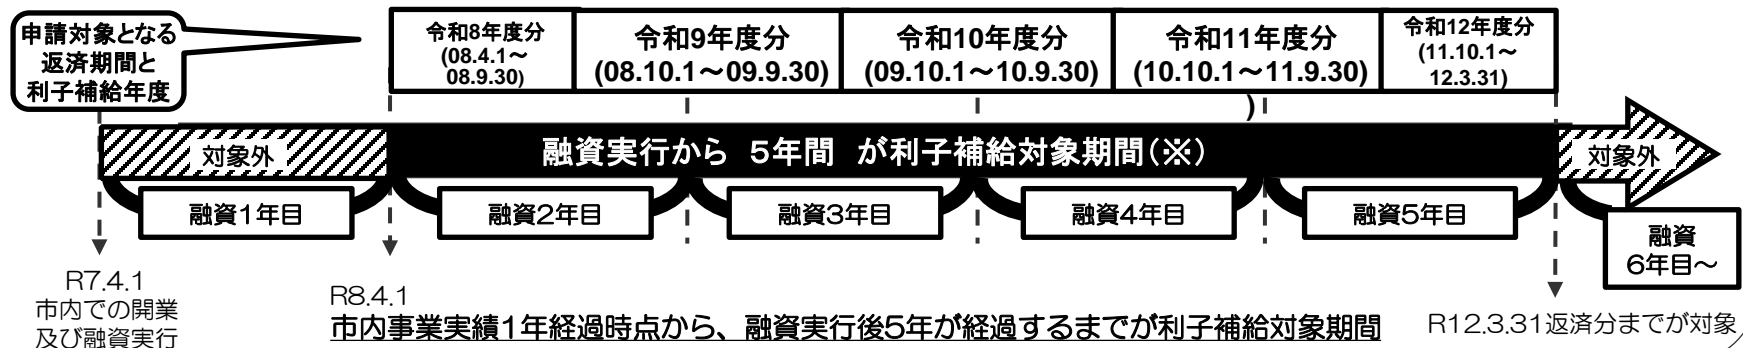 申請対象となる
返済期間と
利子補給年度
令和8年度分
(08.4.1～
08.9.30)
令和9年度分
(08.10.1～09.9.30)
令和10年度分
(09.10.1～10.9.30)
令和11年度分
(10.10.1～11.9.30)
)
令和12年度分
(11.10.1～
12.3.31)
対象外
融資実行から 5年間 が利子補給対象期間(※)
対象外
融資1年目
融資2年目
融資3年目
融資4年目
融資5年目
融資
6年目～
R7.4.1
市内での開業
及び融資実行
R8.4.1
市内事業実績1年経過時点から、融資実行後5年が経過するまでが利子補給対象期間
R12.3.31返済分までが対象